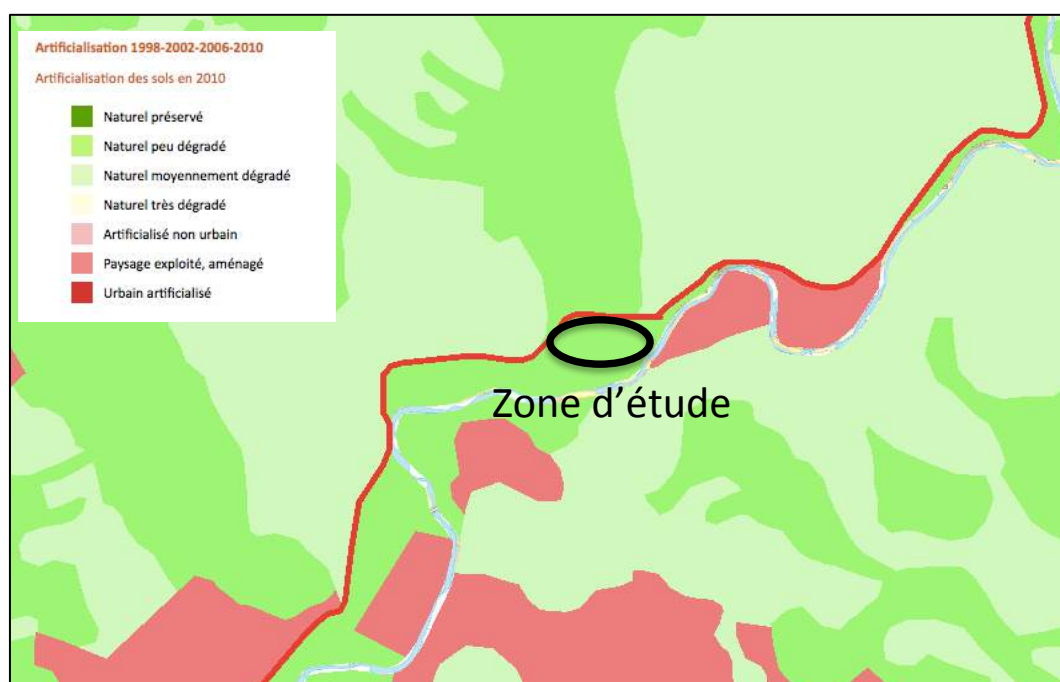 Artificialisation 1998-2002-2006-2010
Artificialisation des sols en 2010
Naturel préservé
Naturel peu dégradé
Naturel moyennement dégradé
Naturel très dégradé
Artificialisé non urbain
Paysage exploité, aménagé
Urbain artificialisé
Zone d'étude